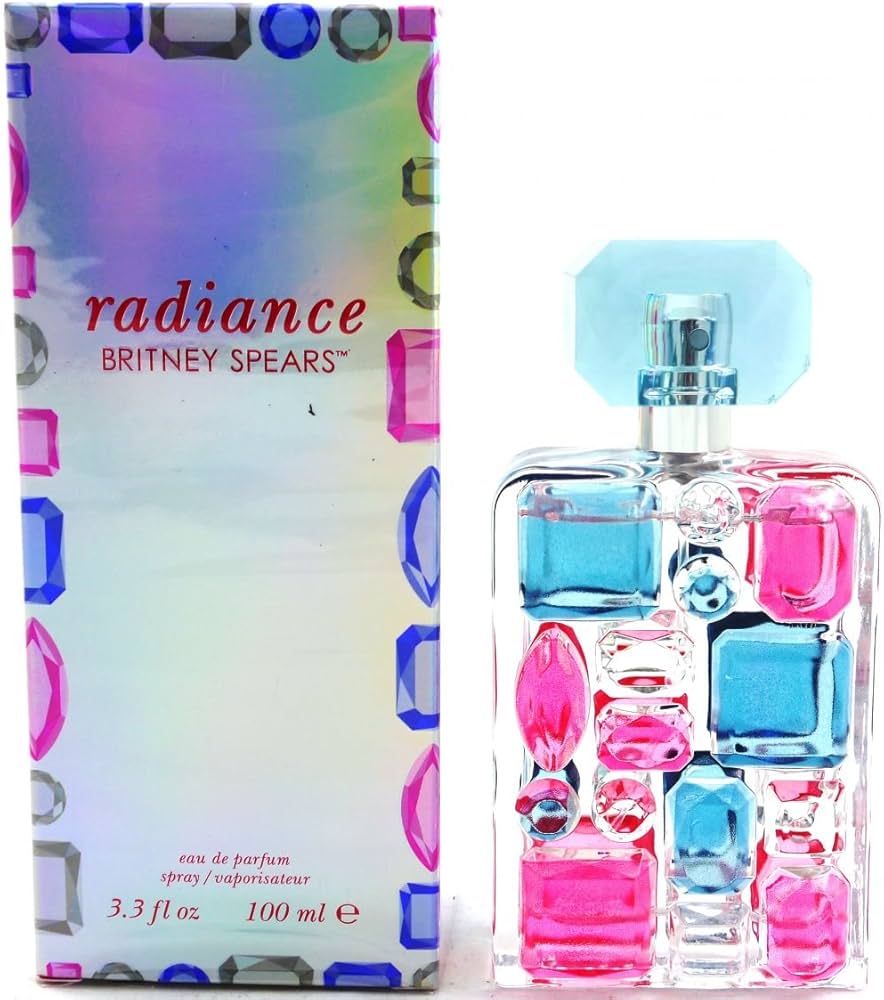 radiance
BRITNEY SPEARS™
eau de parfum
spray / vaporisateur
3.3 fl oz 100 ml ℮